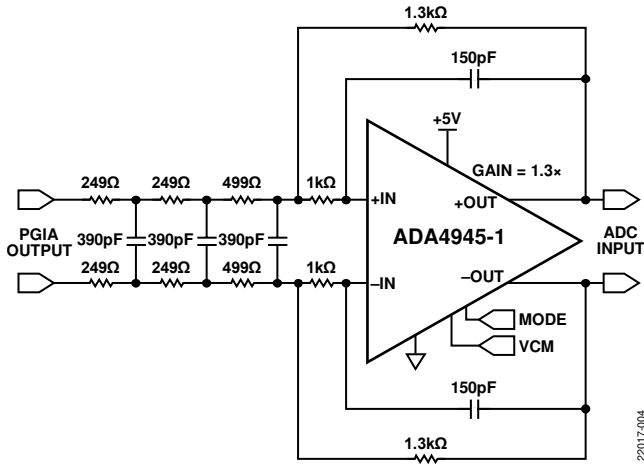 1.3kΩ
150pF
+5V
GAIN = 1.3×
249Ω 249Ω 499Ω 1kΩ
+IN
+OUT
PGIA
OUTPUT
390pF 390pF 390pF
ADA4945-1
ADC
INPUT
249Ω 249Ω 499Ω 1kΩ
–IN
–OUT
MODE
VCM
150pF
1.3kΩ
22017-004